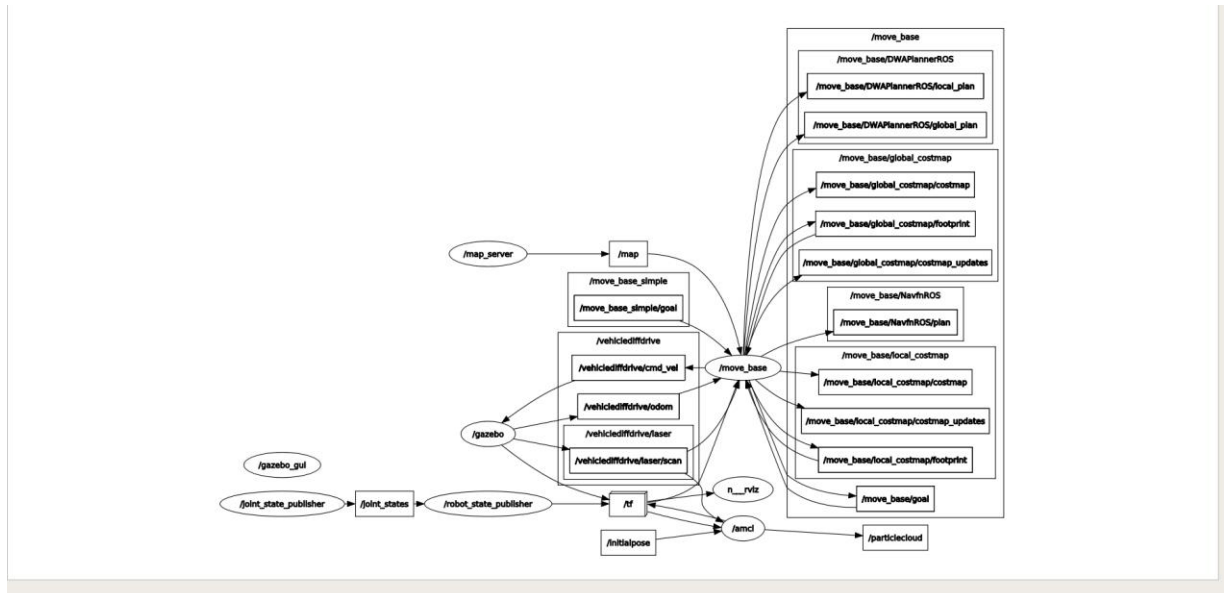 /move_base
/move_base/DWAPlannerROS
/move_base/DWAPlannerROS/local_plan
/move_base/DWAPlannerROS/global_plan
/move_base/global_costmap
/move_base/global_costmap/costmap
/move_base/global_costmap/footprint
/move_base/global_costmap/costmap_updates
/map_server
/map
/move_base_simple
/move_base_simple/goal
/move_base/NavfnROS
/move_base/NavfnROS/plan
/vehiclediffdrive
/vehiclediffdrive/cmd_vel
/move_base
/move_base/local_costmap
/move_base/local_costmap/costmap
/vehiclediffdrive/odom
/move_base/local_costmap/costmap_updates
/gazebo
/vehiclediffdrive/laser
/vehiclediffdrive/laser/scan
/move_base/local_costmap/footprint
/gazebo_gui
n__rviz
/move_base/goal
/joint_state_publisher
/joint_states
/robot_state_publisher
/tf
/amcl
/initialpose
/particlecloud